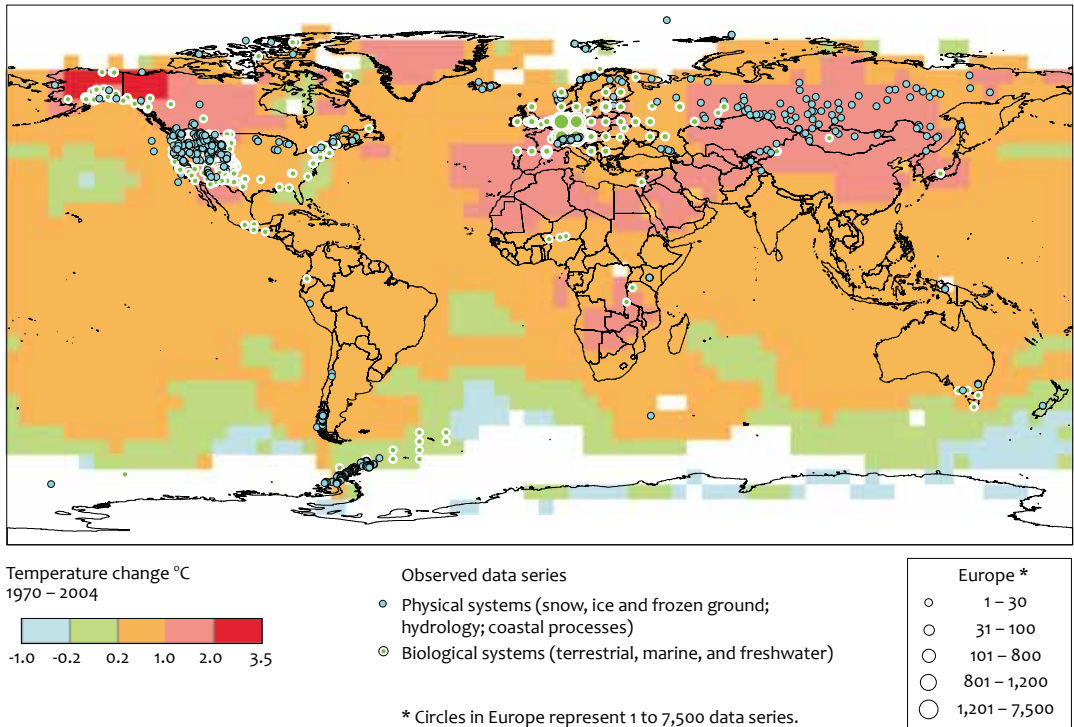 Temperature change °C
1970 – 2004
-1.0 -0.2 0.2 1.0 2.0 3.5
Observed data series
Physical systems (snow, ice and frozen ground;
hydrology; coastal processes)
Biological systems (terrestrial, marine, and freshwater)
* Circles in Europe represent 1 to 7,500 data series.
Europe *
1 – 30
31 – 100
101 – 800
801 – 1,200
1,201 – 7,500